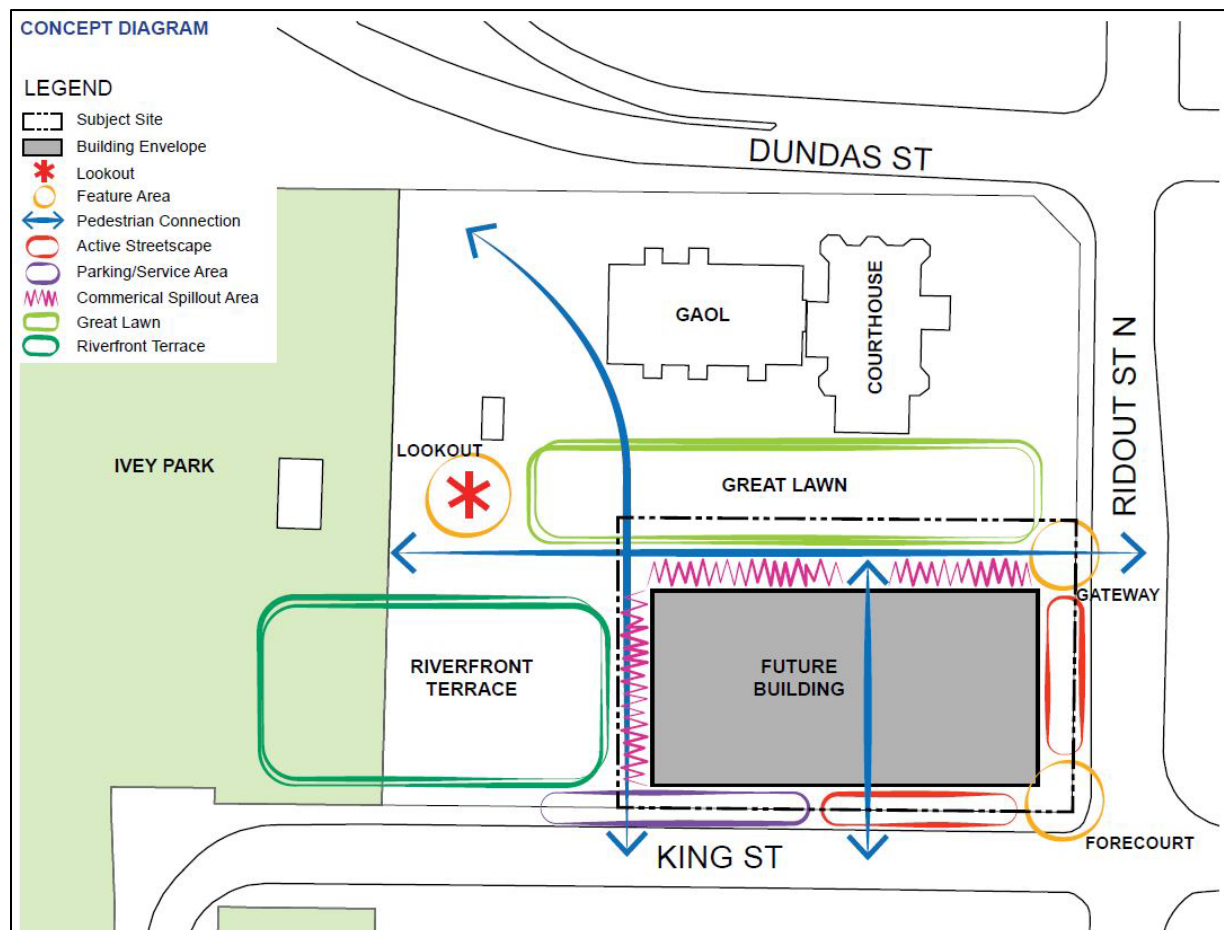 CONCEPT DIAGRAM
LEGEND
Subject Site
Building Envelope
Lookout
Feature Area
Pedestrian Connection
Active Streetscape
Parking/Service Area
Commerical Spillout Area
Great Lawn
Riverfront Terrace
DUNDAS ST
GAOL
COURTHOUSE
RIDOUT ST N
LOOKOUT
IVEY PARK
GREAT LAWN
GATEWAY
RIVERFRONT
TERRACE
FUTURE
BUILDING
FORECOURT
KING ST